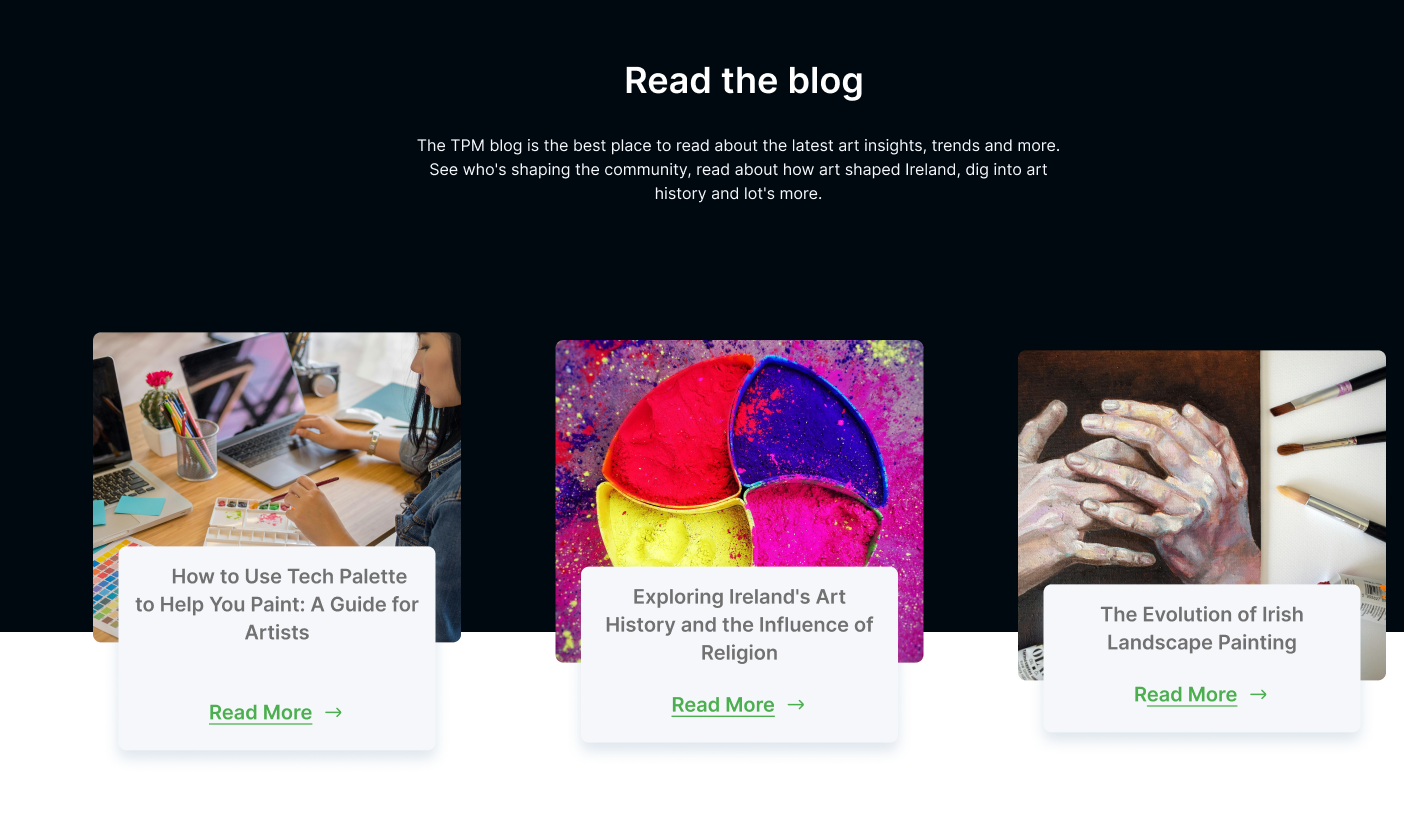 Read the blog
The TPM blog is the best place to read about the latest art insights, trends and more.
See who's shaping the community, read about how art shaped Ireland, dig into art
history and lot's more.
How to Use Tech Palette
to Help You Paint: A Guide for
Artists
Read More →
Exploring Ireland's Art
History and the Influence of
Religion
Read More →
The Evolution of Irish
Landscape Painting
Read More →